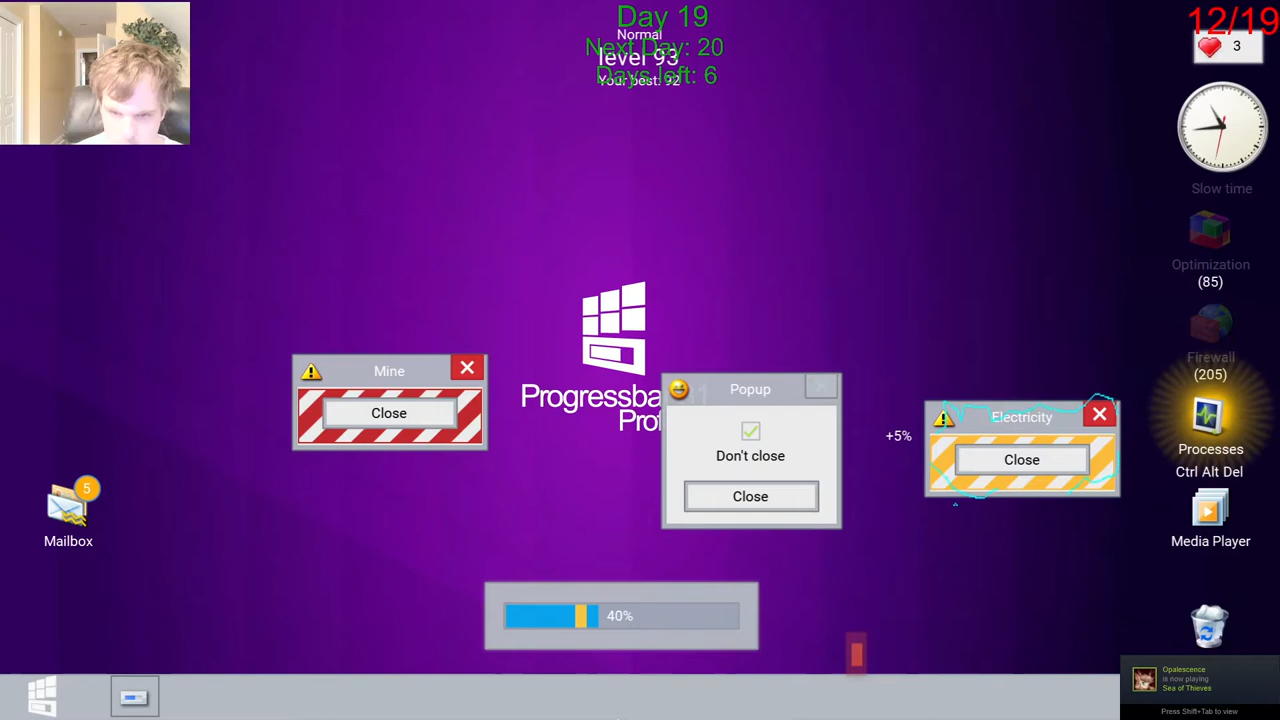 Day 19
Normal
Next Day: 20
level 93
Days left: 6
Your best: 92
12/19
3
Slow time
Optimization
(85)
Firewall
(205)
Processes
Ctrl Alt Del
Media Player
Mine
Close
Popup
Don't close
Close
+5%
Electricity
Close
Mailbox
5
40%
Opalescence
is now playing
Sea of Thieves
Press Shift+Tab to view